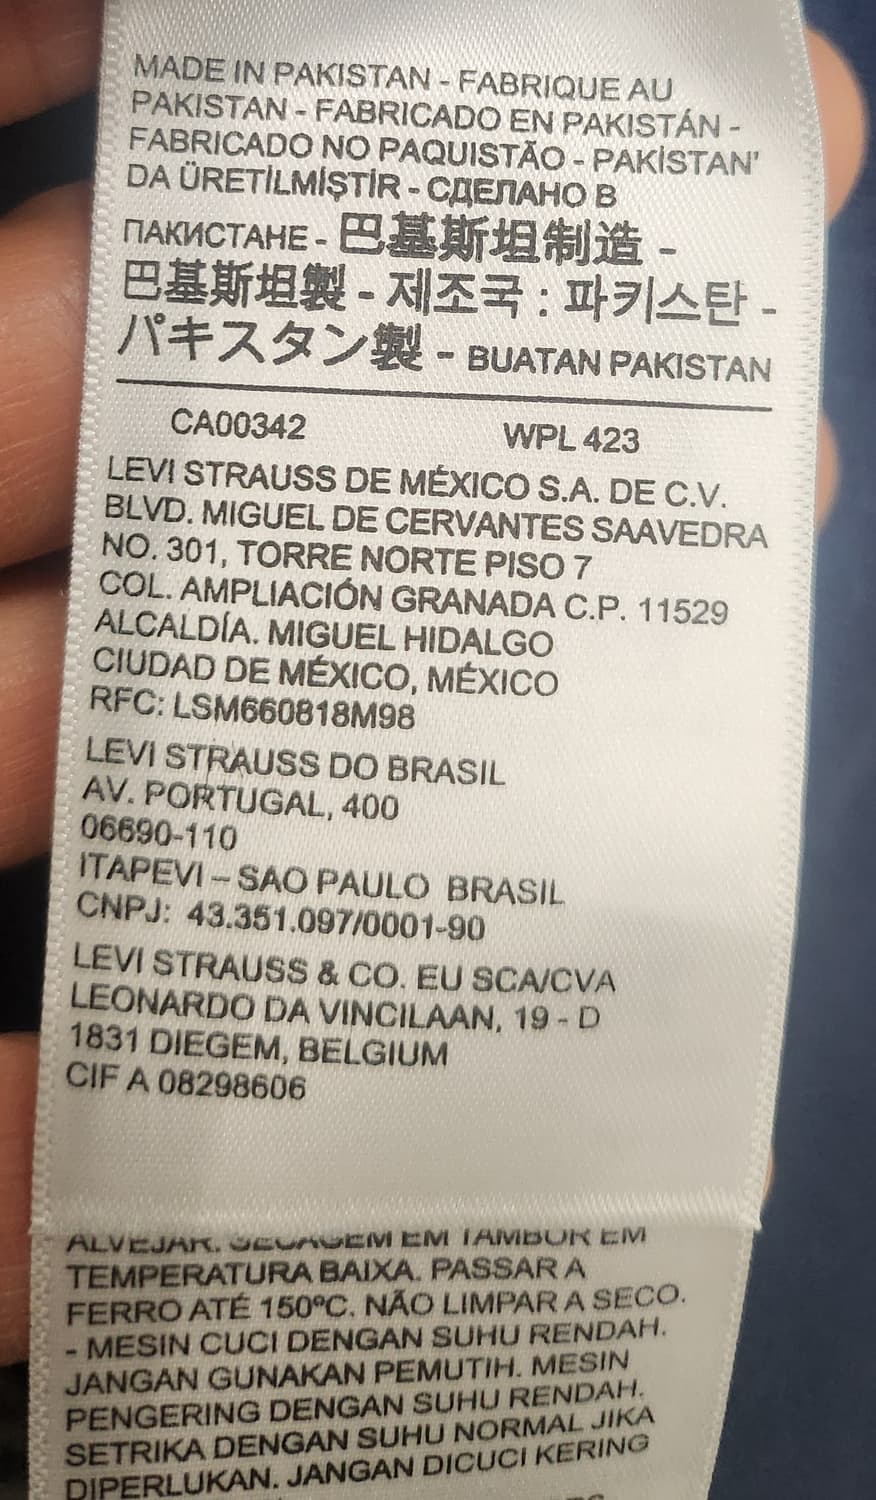 MADE IN PAKISTAN - FABRIQUE AU
PAKISTAN - FABRICADO EN PAKISTÁN -
FABRICADO NO PAQUISTÃO - PAKİSTAN'
DA ÜRETİLMİŞTİR - СДЕЛАНО В
ПАКИСТАНЕ - 巴基斯坦制造 -
巴基斯坦製 - 제조국 : 파키스탄 -
パキスタン製 - BUATAN PAKISTAN
CA00342 WPL 423
LEVI STRAUSS DE MÉXICO S.A. DE C.V.
BLVD. MIGUEL DE CERVANTES SAAVEDRA
NO. 301, TORRE NORTE PISO 7
COL. AMPLIACIÓN GRANADA C.P. 11529
ALCALDÍA. MIGUEL HIDALGO
CIUDAD DE MÉXICO, MÉXICO
RFC: LSM660818M98
LEVI STRAUSS DO BRASIL
AV. PORTUGAL, 400
06690-110
ITAPEVI – SAO PAULO BRASIL
CNPJ: 43.351.097/0001-90
LEVI STRAUSS & CO. EU SCA/CVA
LEONARDO DA VINCILAAN, 19 - D
1831 DIEGEM, BELGIUM
CIF A 08298606
ALVEJAR. SECAGEM EM TAMBOR EM
TEMPERATURA BAIXA. PASSAR A
FERRO ATÉ 150ºC. NÃO LIMPAR A SECO.
- MESIN CUCI DENGAN SUHU RENDAH.
JANGAN GUNAKAN PEMUTIH. MESIN
PENGERING DENGAN SUHU RENDAH.
SETRIKA DENGAN SUHU NORMAL JIKA
DIPERLUKAN. JANGAN DICUCI KERING